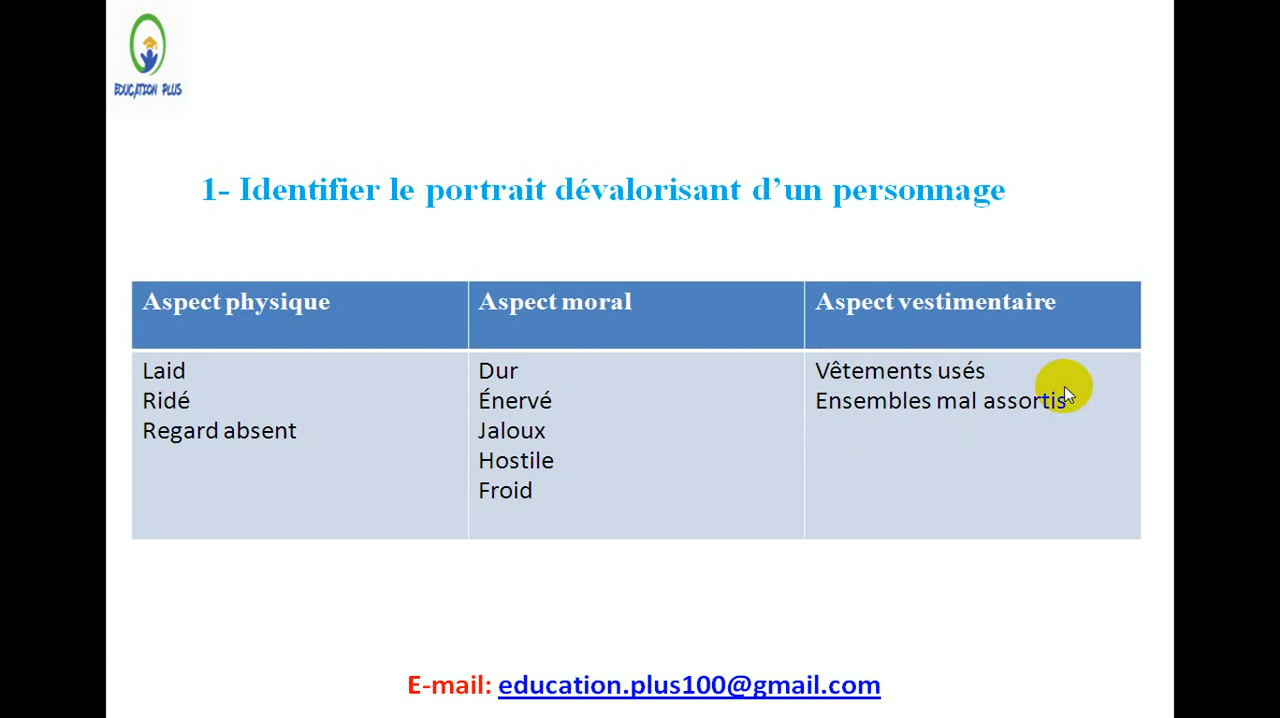 EDUCATION PLUS
1- Identifier le portrait dévalorisant d’un personnage
Aspect physique
Aspect moral
Aspect vestimentaire
Laid
Ridé
Regard absent
Dur
Énervé
Jaloux
Hostile
Froid
Vêtements usés
Ensembles mal assortis
E-mail: education.plus100@gmail.com